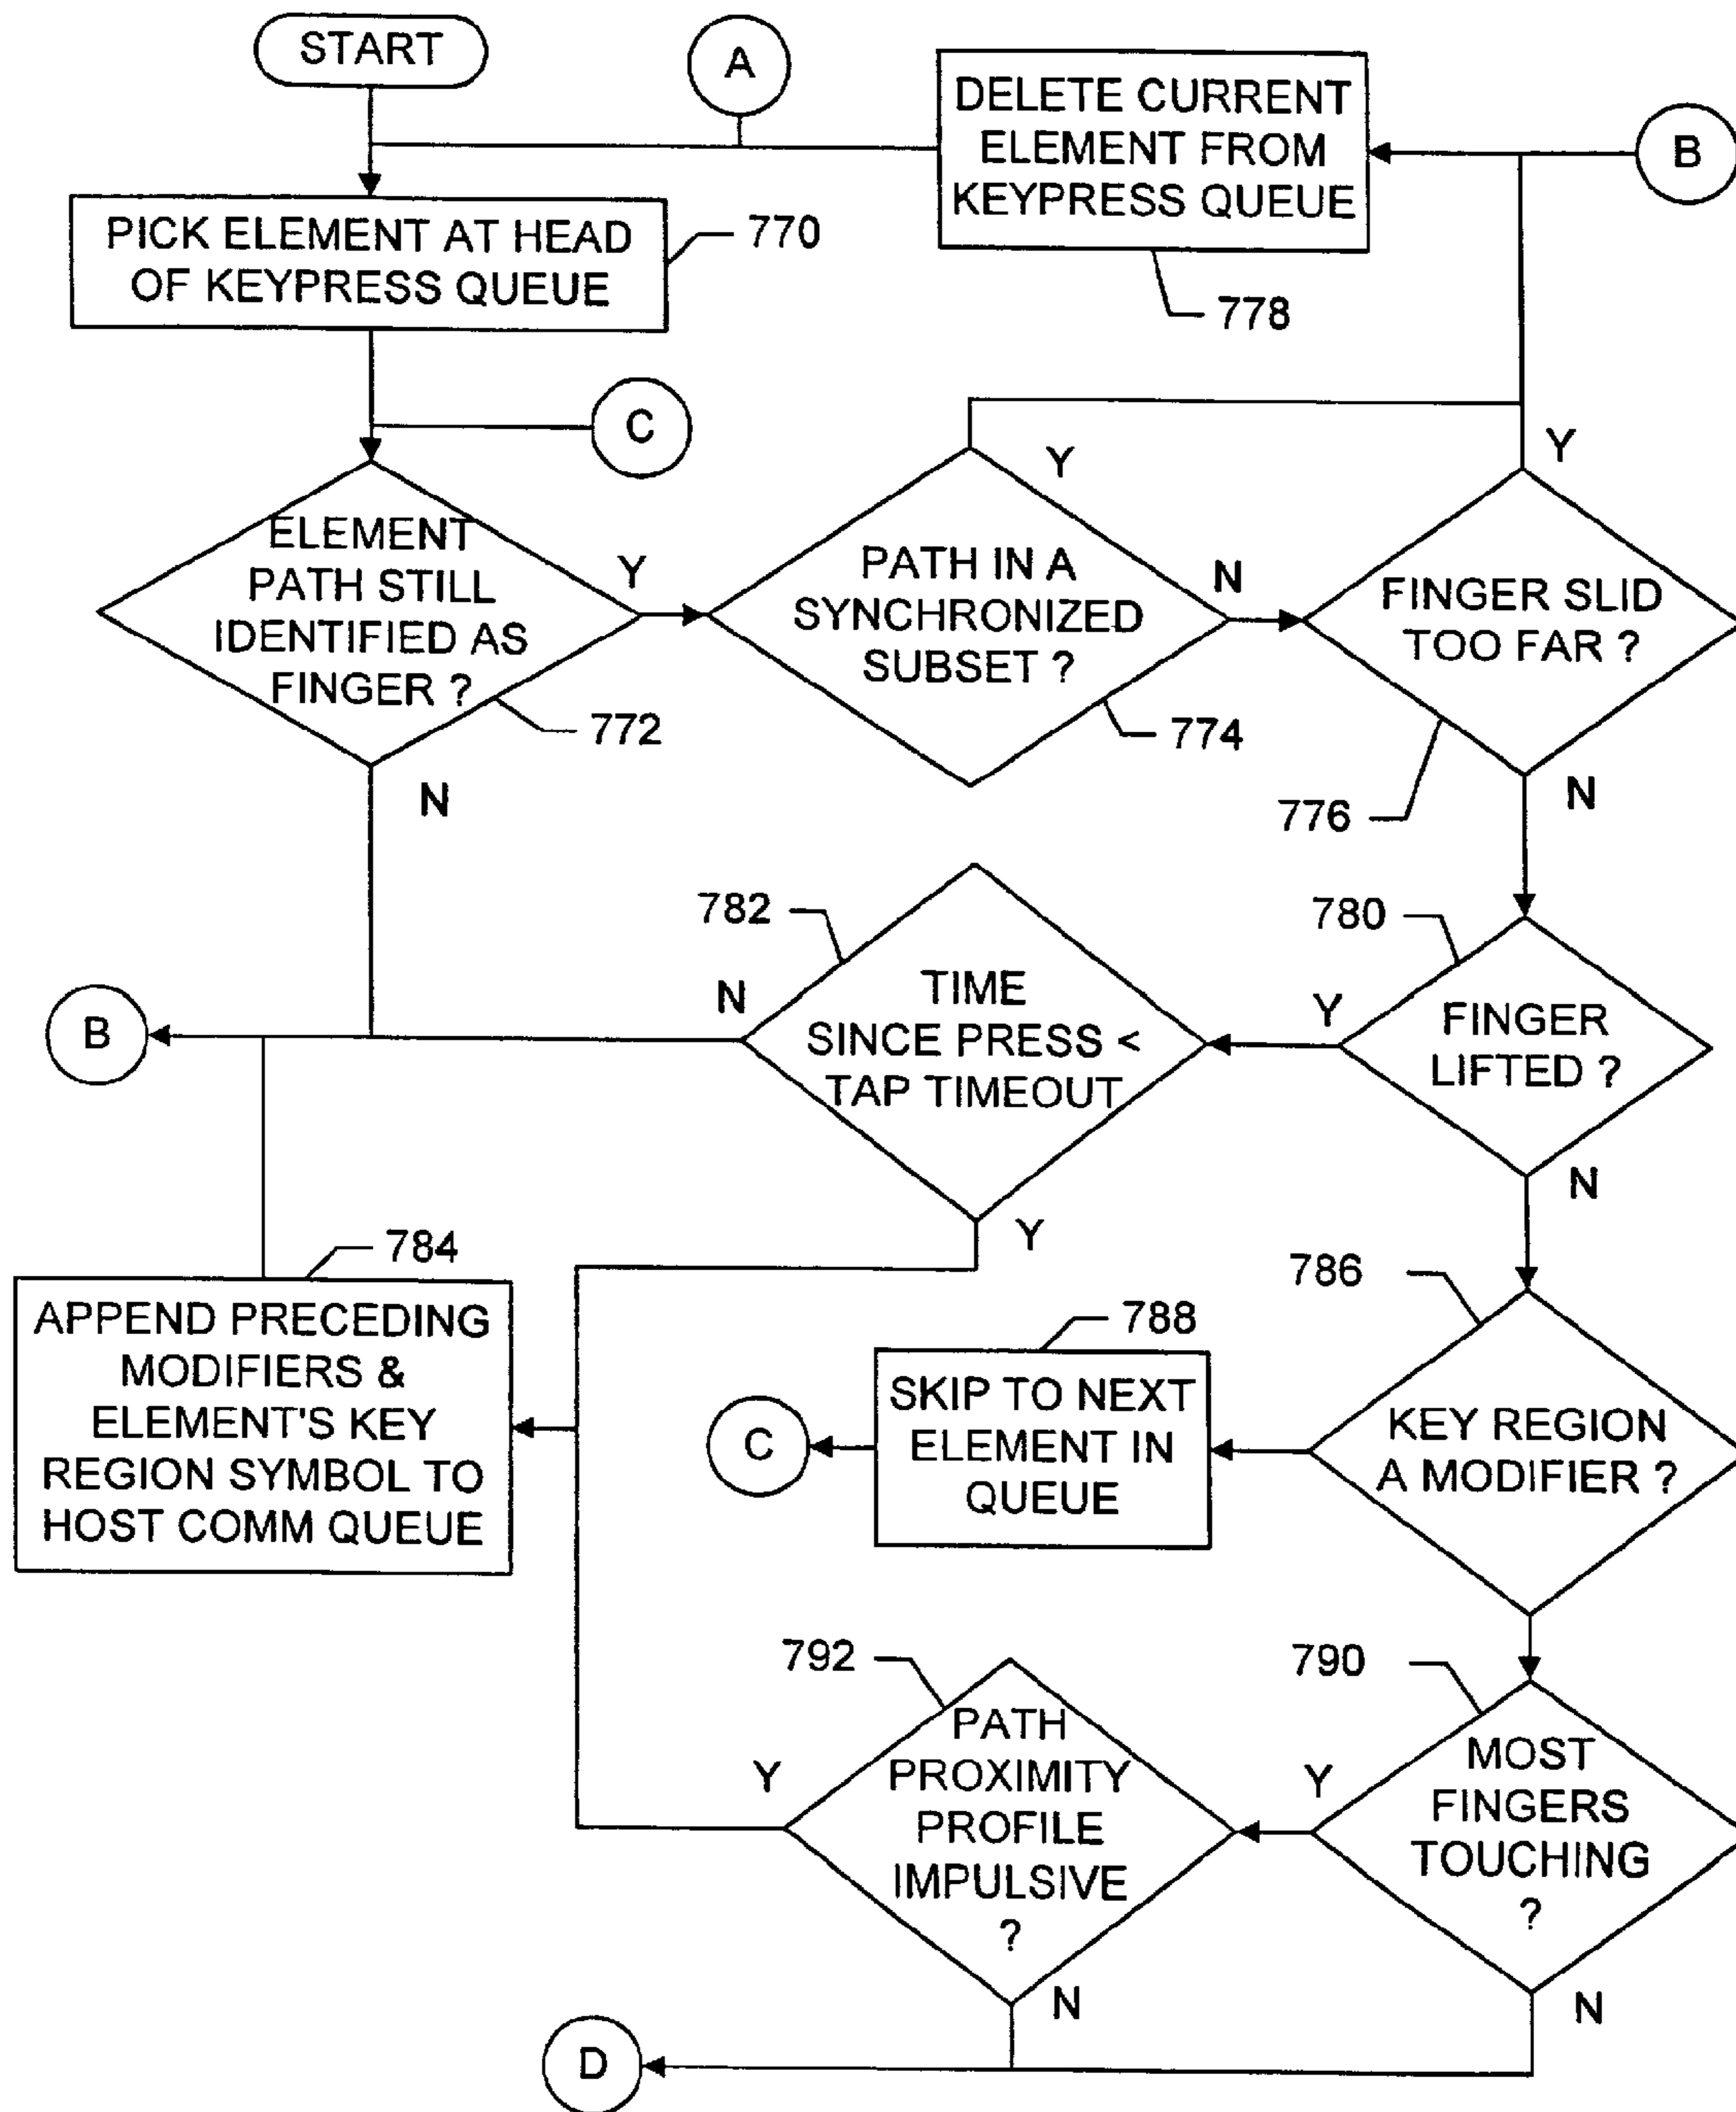 START
A
DELETE CURRENT
ELEMENT FROM
KEYPRESS QUEUE
B
PICK ELEMENT AT HEAD
OF KEYPRESS QUEUE
770
778
C
ELEMENT
PATH STILL
IDENTIFIED AS
FINGER ?
Y
772
N
Y
PATH IN A
SYNCHRONIZED
SUBSET ?
N
774
Y
FINGER SLID
TOO FAR ?
776
N
782
TIME
SINCE PRESS <
TAP TIMEOUT
N
Y
780
FINGER
LIFTED ?
Y
N
B
784
APPEND PRECEDING
MODIFIERS &
ELEMENT'S KEY
REGION SYMBOL TO
HOST COMM QUEUE
786
KEY REGION
A MODIFIER ?
788
SKIP TO NEXT
ELEMENT IN
QUEUE
C
792
PATH
PROXIMITY
PROFILE
IMPULSIVE
?
Y
N
790
MOST
FINGERS
TOUCHING
?
Y
N
D